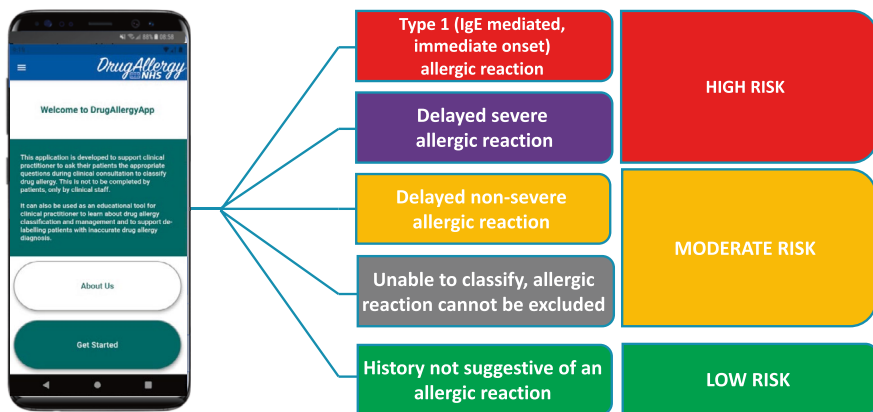 88% 08:58
DrugAllergy
NHS
Welcome to DrugAllergyApp
This application is developed to support clinical
practitioner to ask their patients the appropriate
questions during clinical consultation to classify
drug allergy. This is not to be completed by
patients, only by clinical staff.
It can also be used as an educational tool for
clinical practitioner to learn about drug allergy
classification and management and to support de-
labelling patients with inaccurate drug allergy
diagnosis.
About Us
Get Started
Type 1 (IgE mediated,
immediate onset)
allergic reaction
Delayed severe
allergic reaction
Delayed non-severe
allergic reaction
Unable to classify, allergic
reaction cannot be excluded
History not suggestive of an
allergic reaction
HIGH RISK
MODERATE RISK
LOW RISK